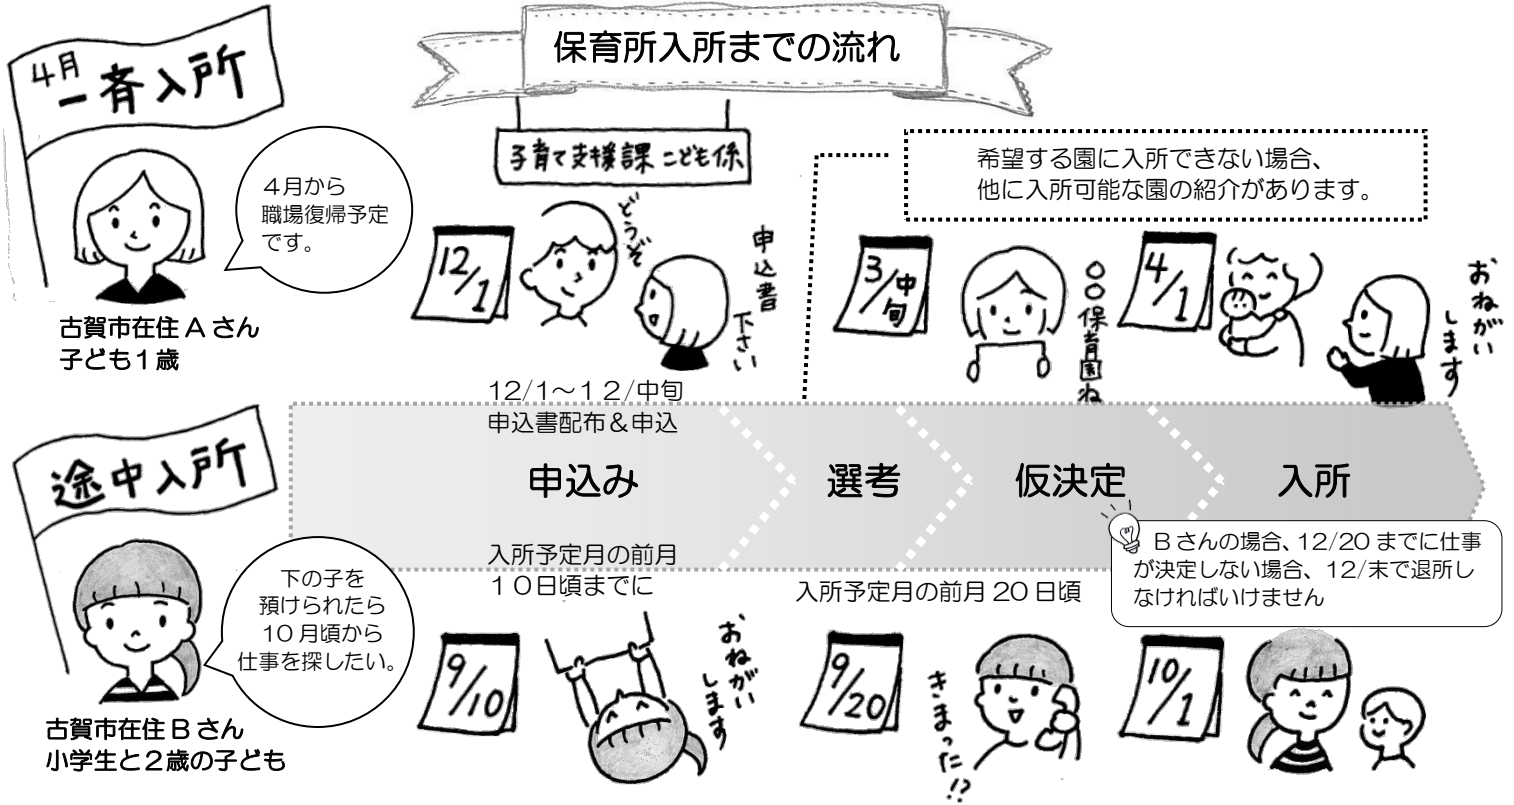 保育所入所までの流れ
4月
一斉入所
4月から
職場復帰予定
です。
古賀市在住 A さん
子ども1歳
子育て支援課 こども係
12/1
どうぞ
申込書
下さい
希望する園に入所できない場合、
他に入所可能な園の紹介があります。
3/中旬
○○保育園ね
4/1
おねがい
します
12/1～１２/中旬
申込書配布＆申込
申込み
選考
仮決定
入所
入所予定月の前月
１０日頃までに
入所予定月の前月 20 日頃
B さんの場合、12/20 までに仕事
が決定しない場合、12/末で退所し
なければいけません
途中入所
下の子を
預けられたら
10 月頃から
仕事を探したい。
古賀市在住 B さん
小学生と2歳の子ども
9/10
おねがい
します
9/20
きまった!?
10/1